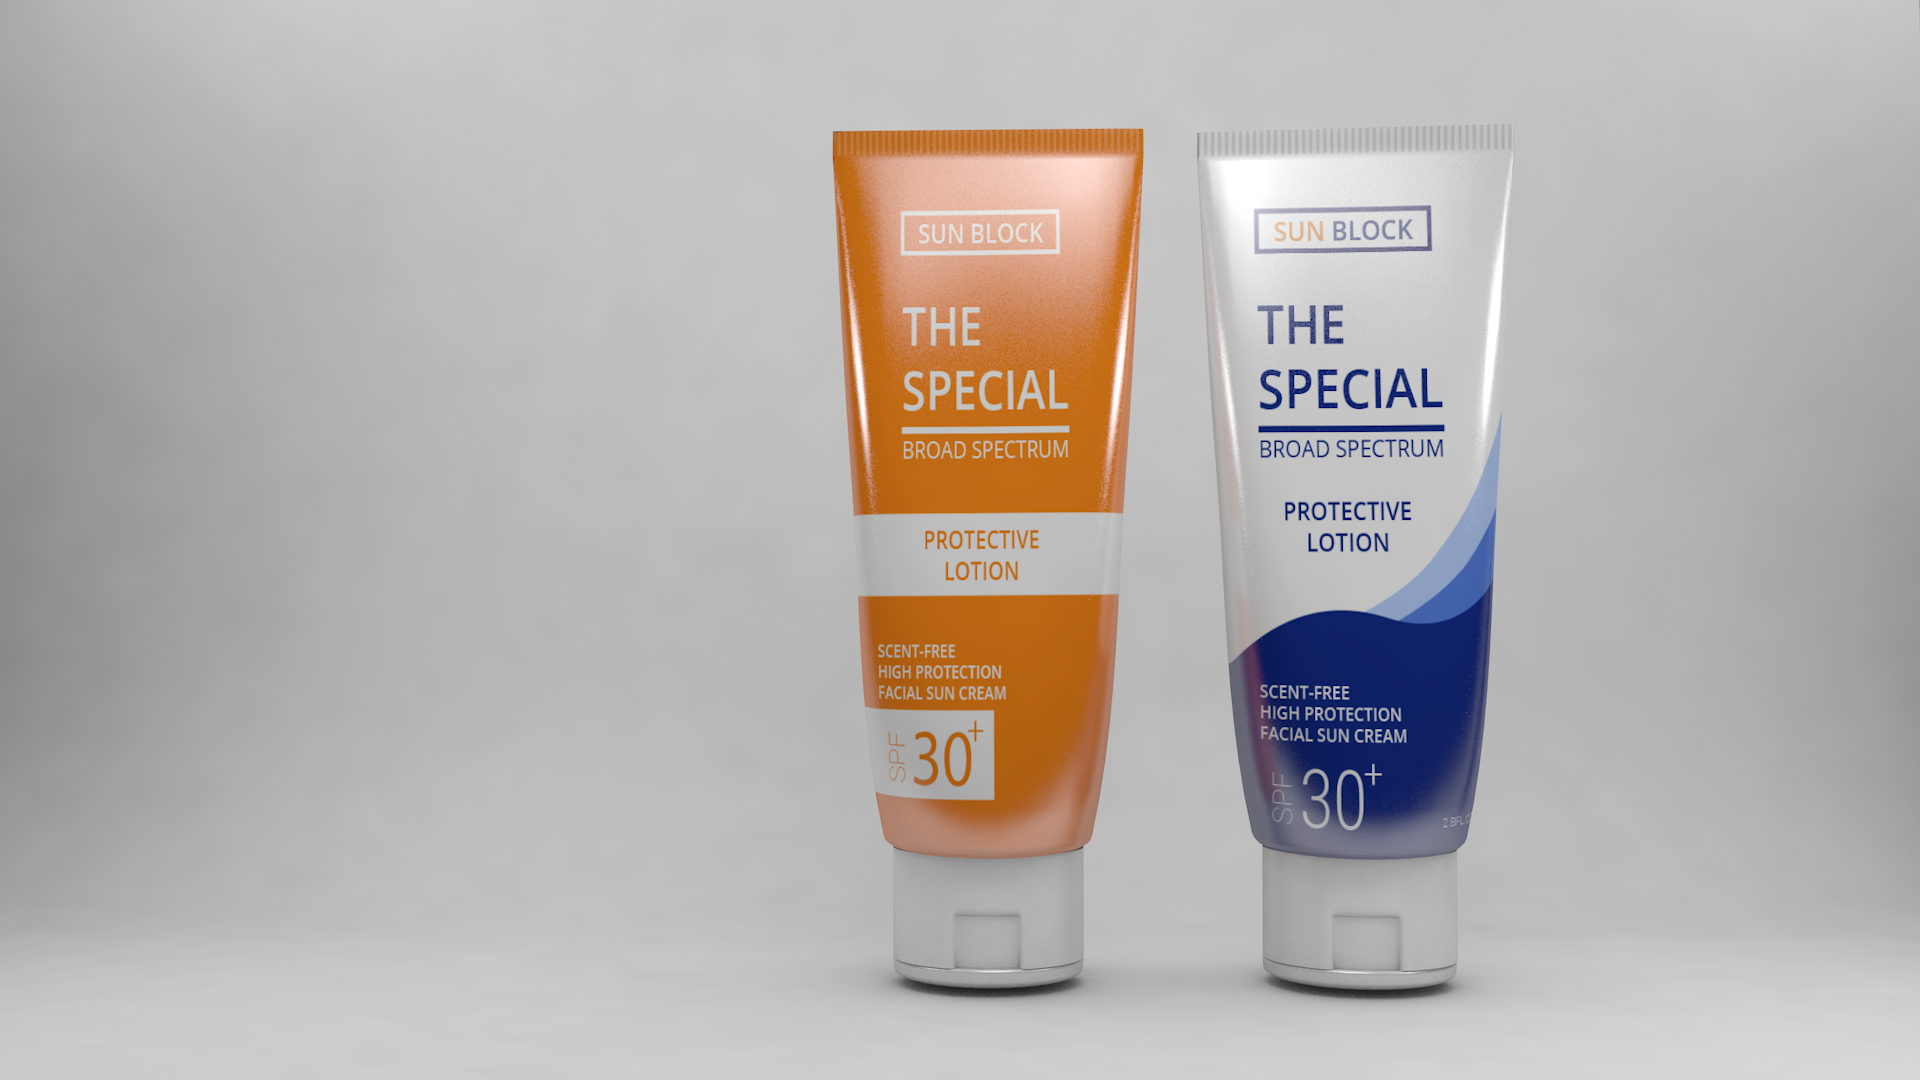 SUN BLOCK
THE
SPECIAL
BROAD SPECTRUM
PROTECTIVE
LOTION
SCENT-FREE
HIGH PROTECTION
FACIAL SUN CREAM
SPF 30+
SUN BLOCK
THE
SPECIAL
BROAD SPECTRUM
PROTECTIVE
LOTION
SCENT-FREE
HIGH PROTECTION
FACIAL SUN CREAM
SPF 30+